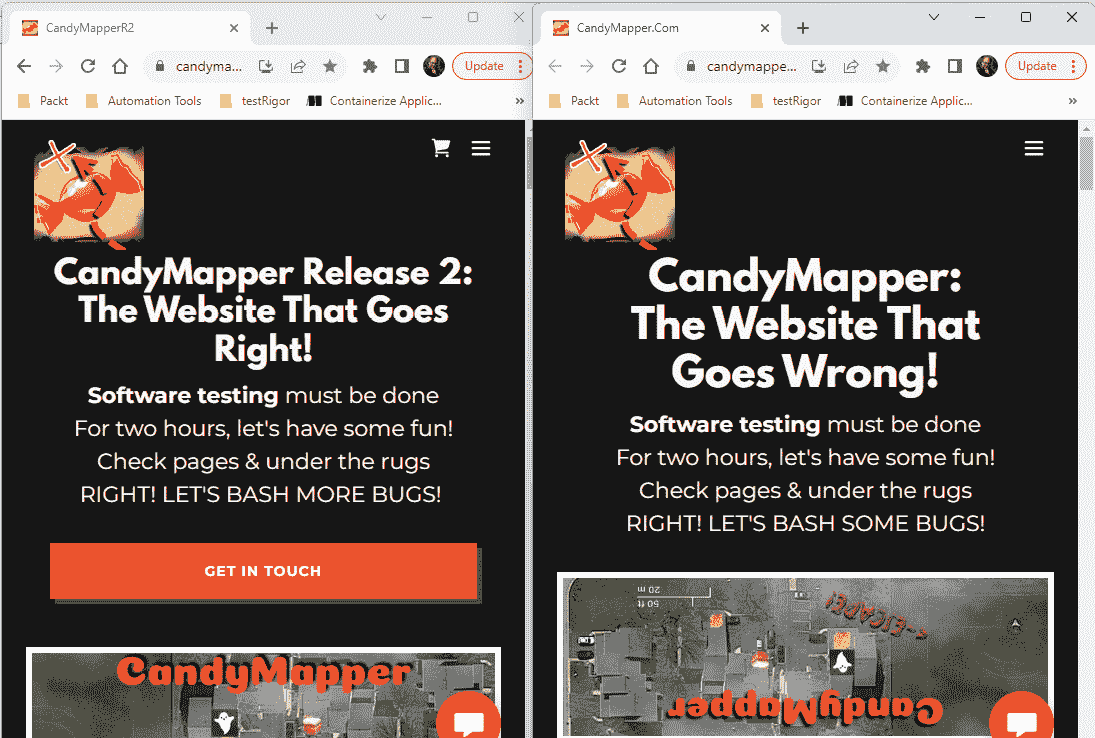 CandyMapperR2
candyma...
Update
Packt
Automation Tools
testRigor
Containerize Applic...
»
CandyMapper Release 2:
The Website That Goes
Right!
Software testing must be done
For two hours, let's have some fun!
Check pages & under the rugs
RIGHT! LET'S BASH MORE BUGS!
GET IN TOUCH
CandyMapper
CandyMapper.Com
candymappe...
Update
Packt
Automation Tools
testRigor
Containerize Applic...
»
CandyMapper:
The Website That
Goes Wrong!
Software testing must be done
For two hours, let's have some fun!
Check pages & under the rugs
RIGHT! LET'S BASH SOME BUGS!
20 m
50 ft
CandyMapper